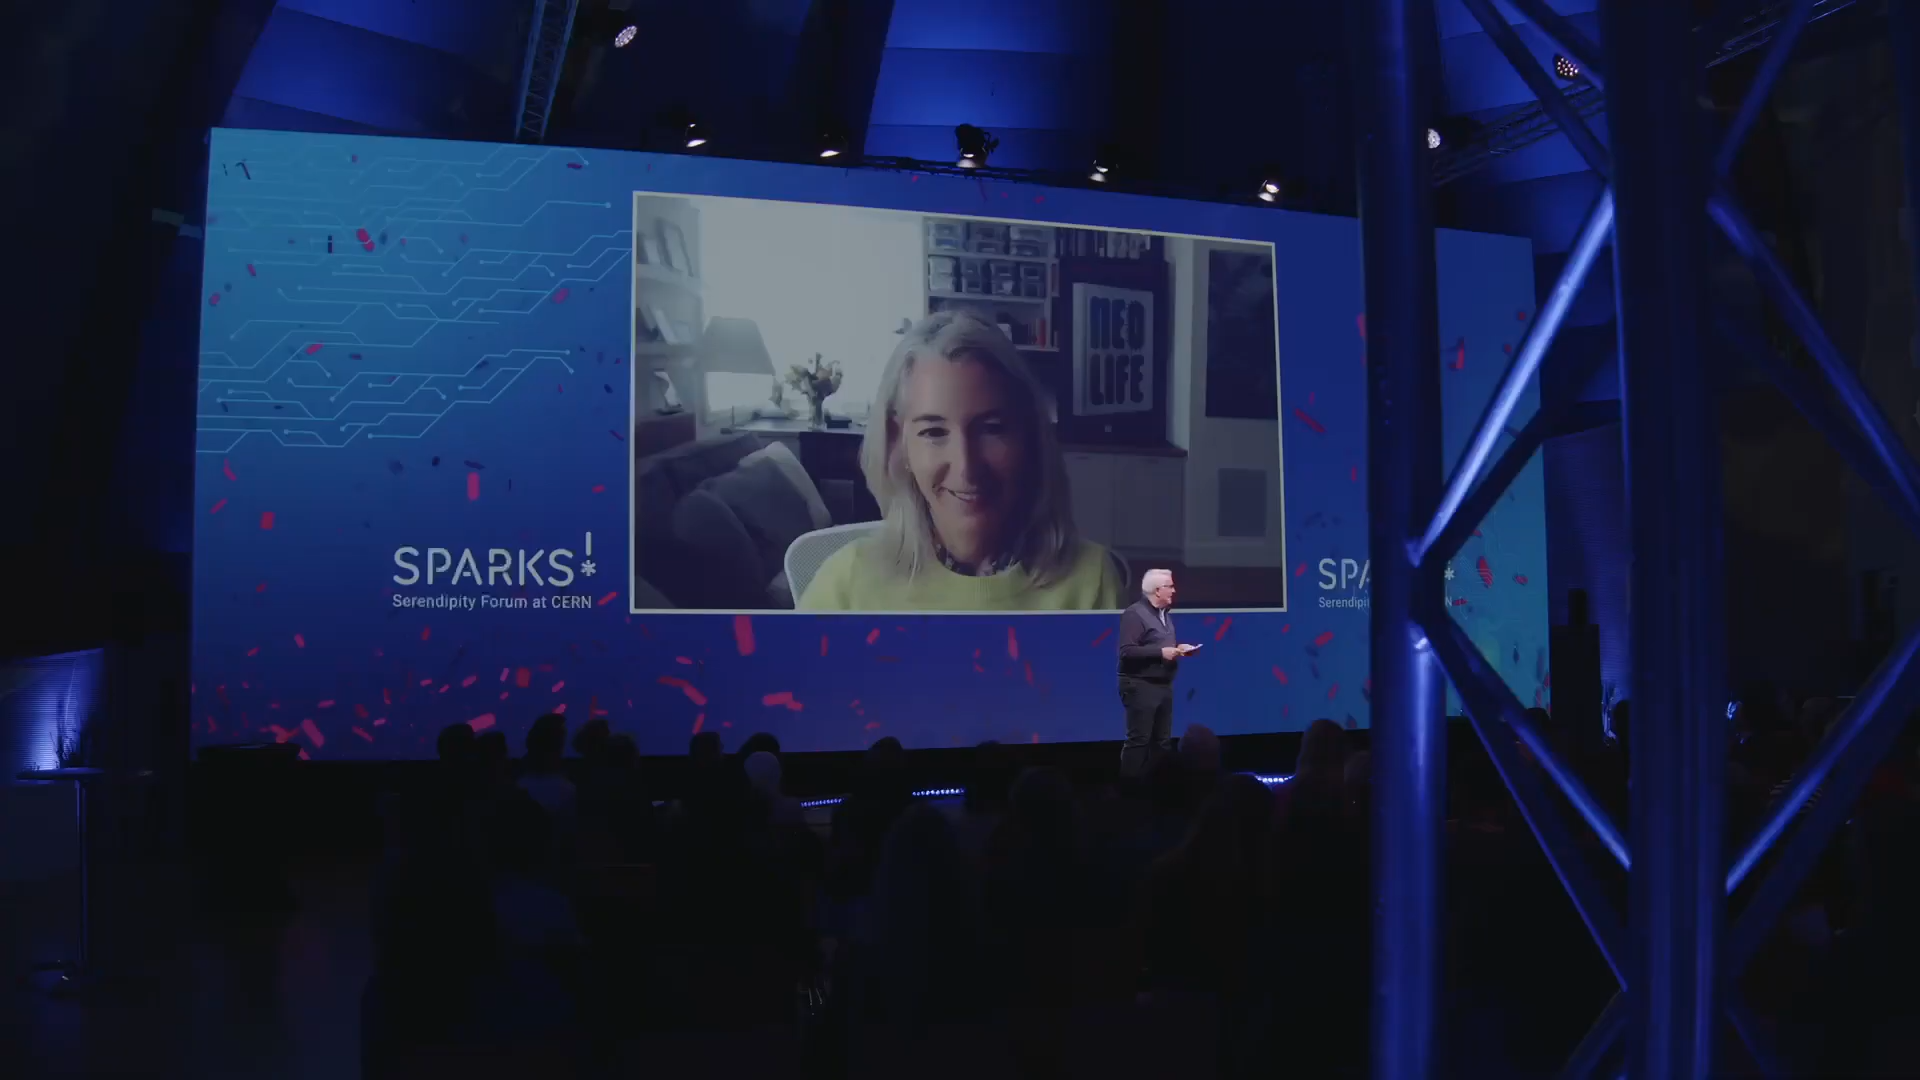 NEO
LIFE
SPARKS!
Serendipity Forum at CERN
SPA
Serendipi
N